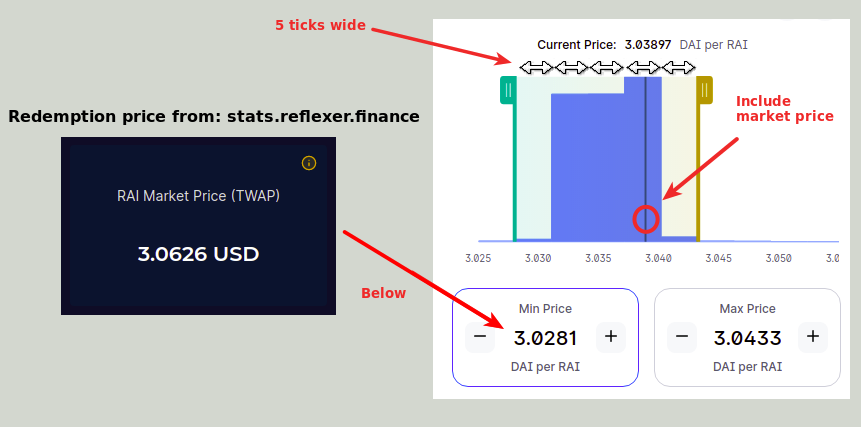 5 ticks wide
Current Price: 3.03897 DAI per RAI
Include
market price
Redemption price from: stats.reflexer.finance
RAI Market Price (TWAP)
3.0626 USD
3.025 3.030 3.035 3.040 3.045 3.050 3.0
Below
Min Price
3.0281
DAI per RAI
Max Price
3.0433
DAI per RAI